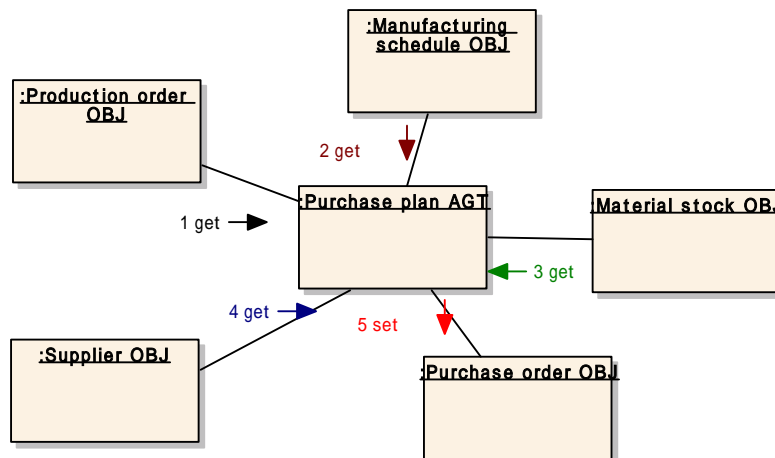 :Manufacturing
schedule OBJ
:Production order
OBJ
2 get
:Purchase plan AGT
:Material stock OBJ
1 get
3 get
4 get
5 set
:Supplier OBJ
:Purchase order OBJ